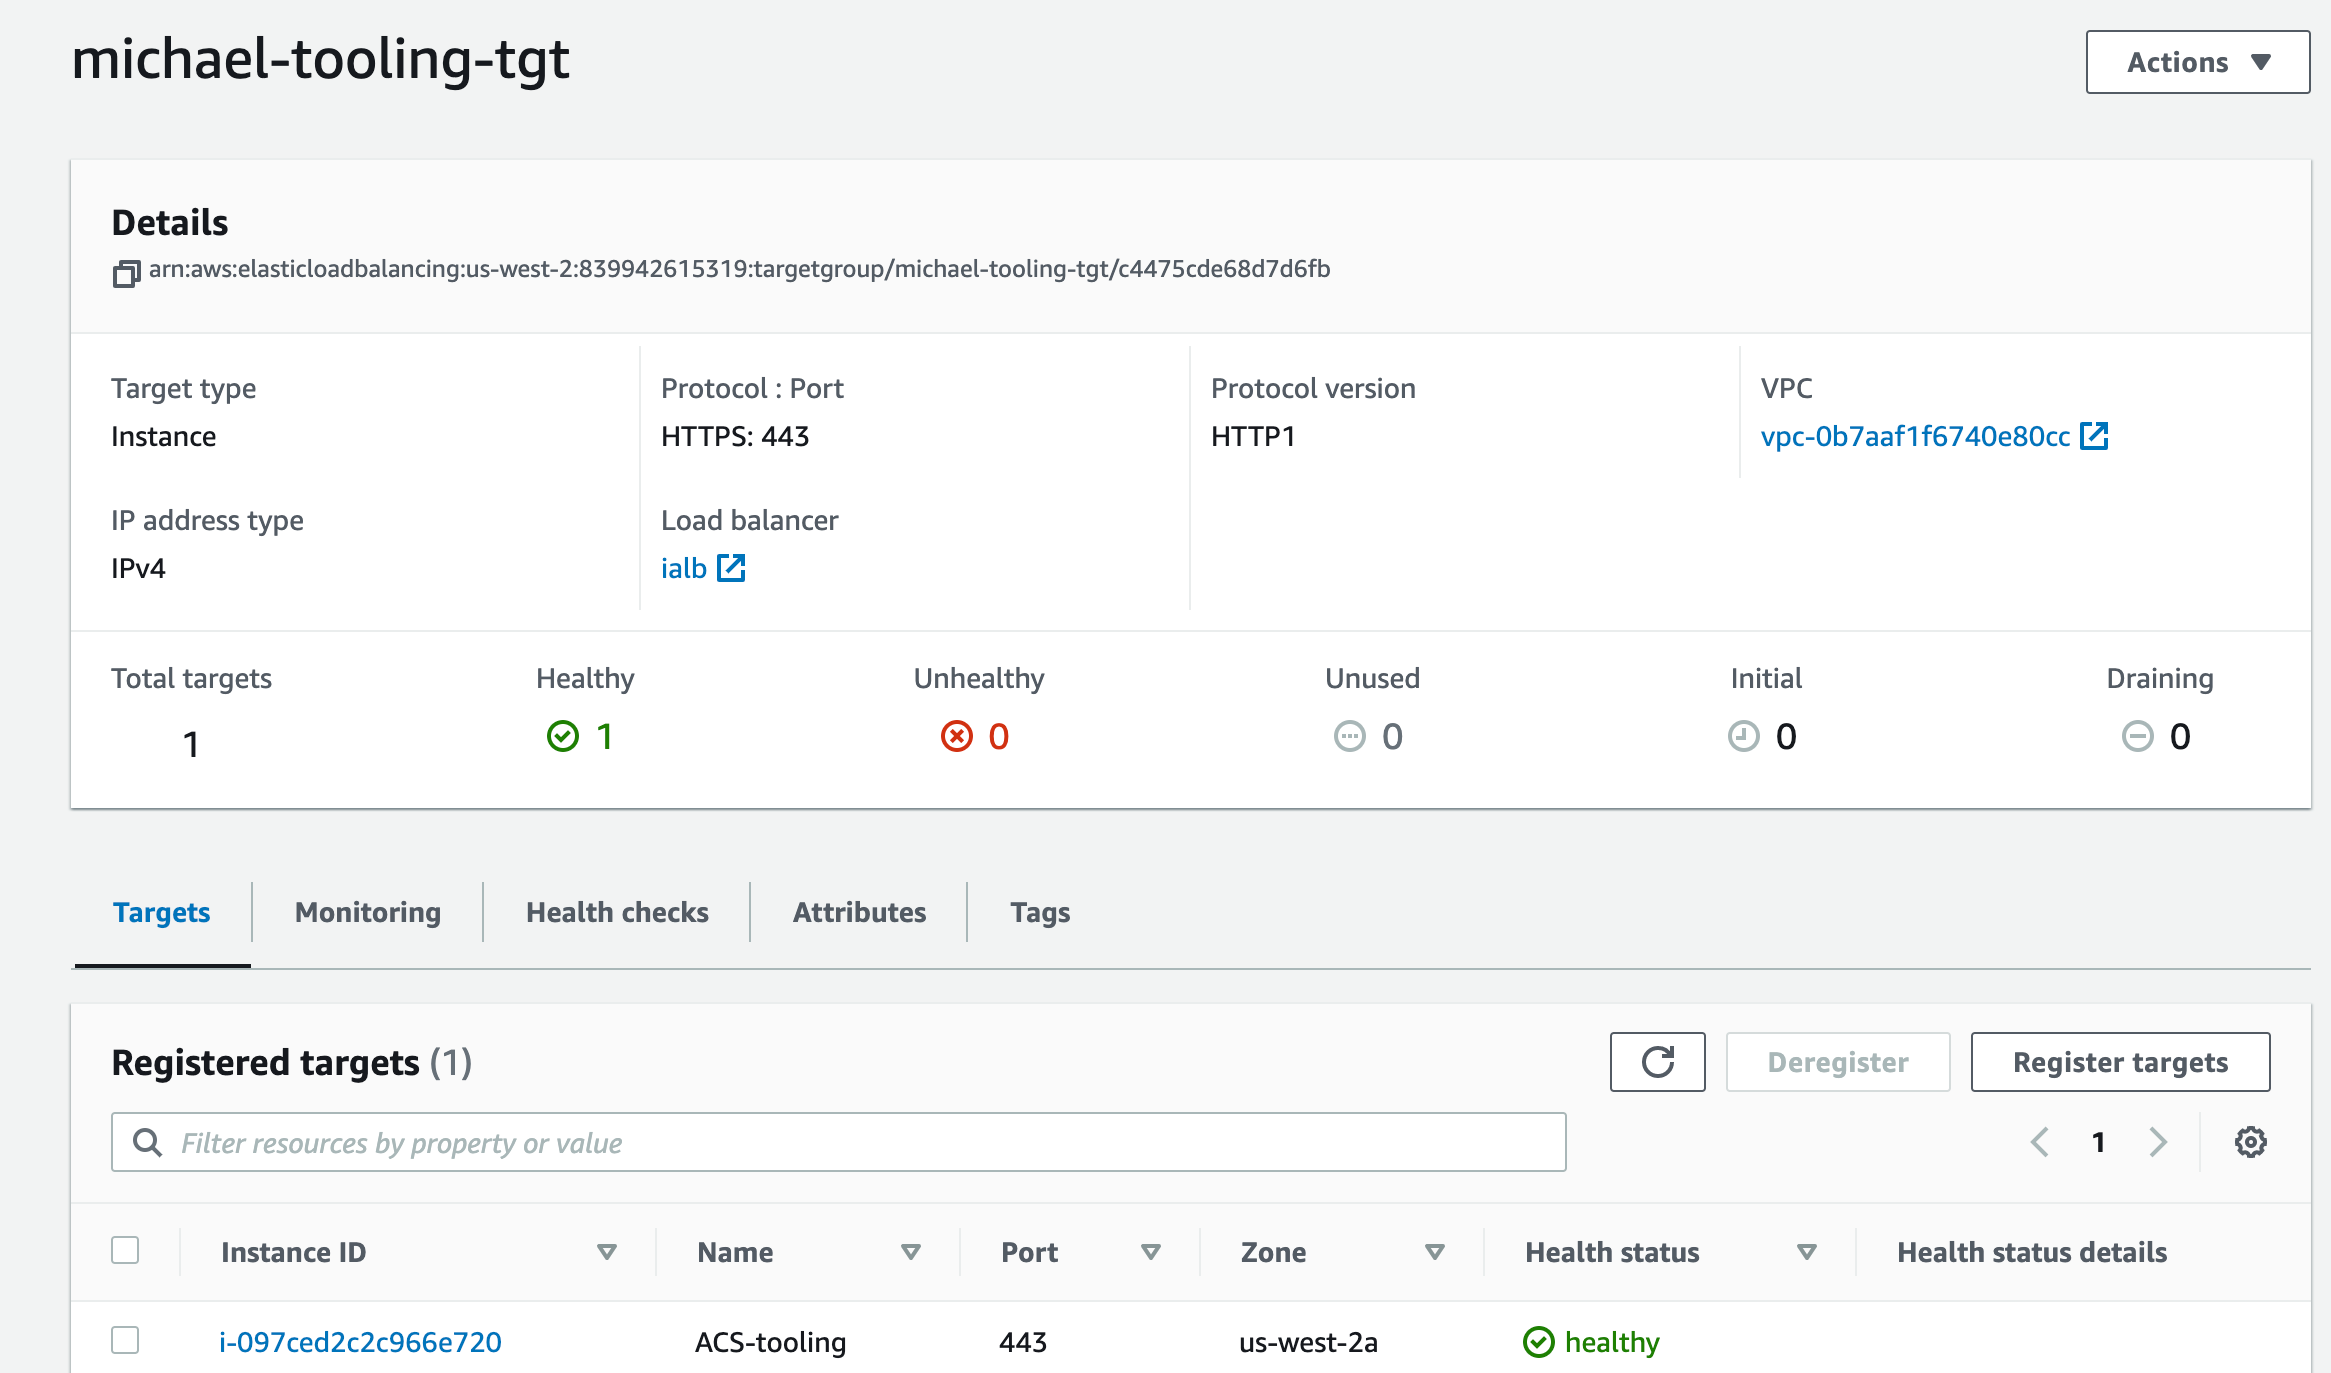 michael-tooling-tgt
Actions
Details
arn:aws:elasticloadbalancing:us-west-2:839942615319:targetgroup/michael-tooling-tgt/c4475cde68d7d6fb
Target type
Protocol : Port
Protocol version
VPC
Instance
HTTPS: 443
HTTP1
vpc-0b7aaf1f6740e80cc
IP address type
Load balancer
IPv4
ialb
Total targets
Healthy
Unhealthy
Unused
Initial
Draining
1
1
0
0
0
0
Targets
Monitoring
Health checks
Attributes
Tags
Registered targets (1)
Deregister
Register targets
Filter resources by property or value
1
Instance ID
Name
Port
Zone
Health status
Health status details
i-097ced2c2c966e720
ACS-tooling
443
us-west-2a
healthy